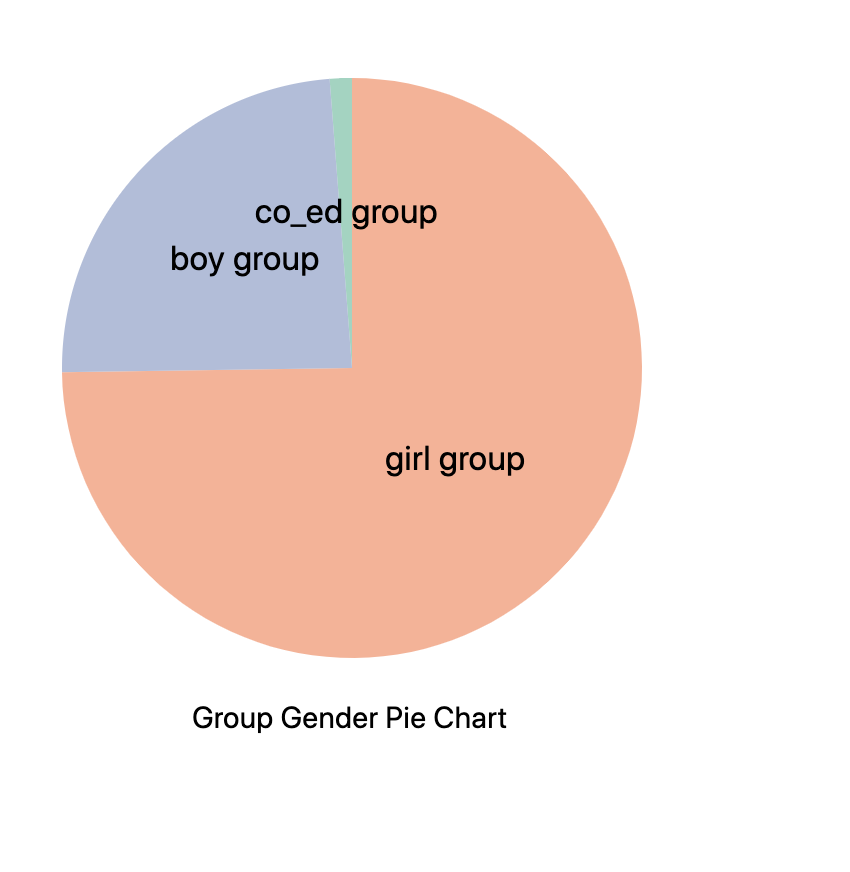 co_ed group
boy group
girl group
Group Gender Pie Chart